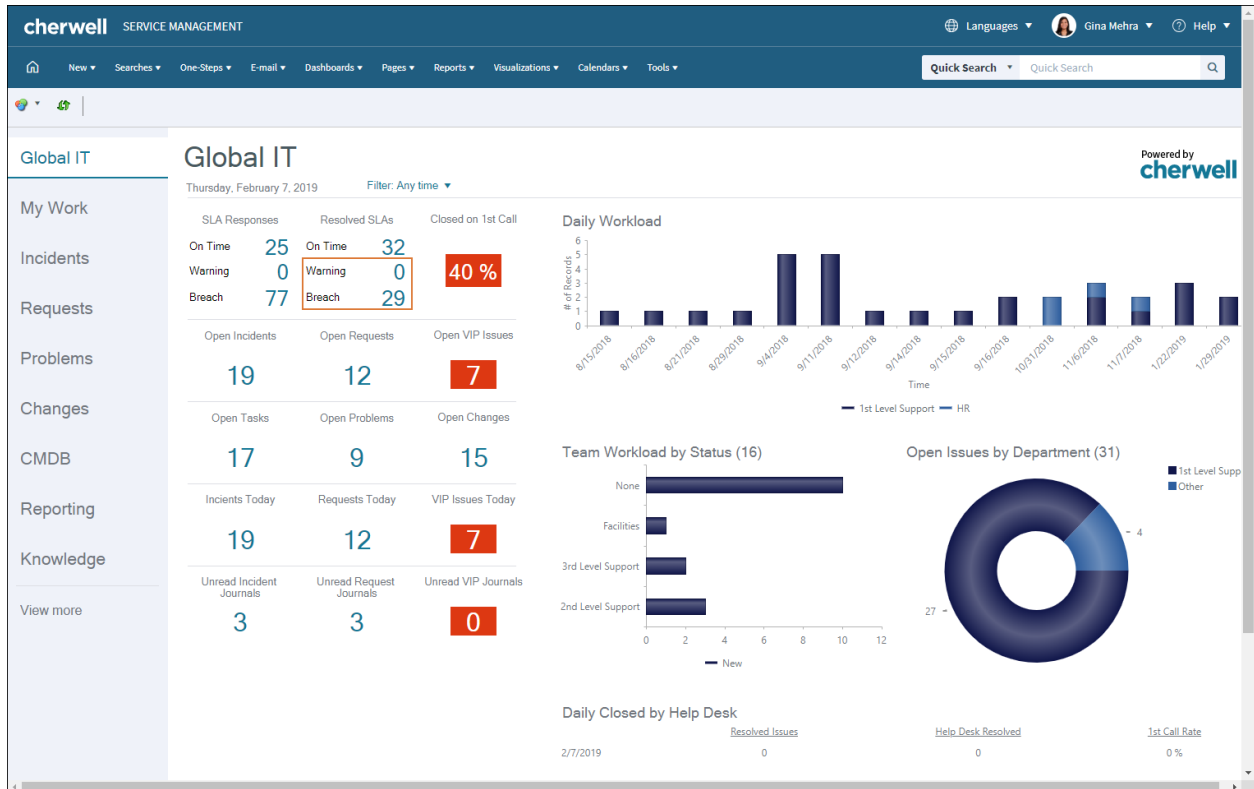 cherwell SERVICE MANAGEMENT
Languages Gina Mehra Help
New Searches One-Steps E-mail Dashboards Pages Reports Visualizations Calendars Tools Quick Search Quick Search
Global IT
My Work
Incidents
Requests
Problems
Changes
CMDB
Reporting
Knowledge
View more
Global IT
Thursday, February 7, 2019 Filter: Any time
Powered by
cherwell
SLA Responses Resolved SLAs Closed on 1st Call
On Time 25 On Time 32
Warning 0 Warning 0 40 %
Breach 77 Breach 29
Open Incidents Open Requests Open VIP Issues
19 12 7
Open Tasks Open Problems Open Changes
17 9 15
Incients Today Requests Today VIP Issues Today
19 12 7
Unread Incident Journals Unread Request Journals Unread VIP Journals
3 3 0
Daily Workload
# of Records
6
5
4
3
2
1
0
8/15/2018 8/16/2018 8/21/2018 8/29/2018 9/4/2018 9/11/2018 9/12/2018 9/14/2018 9/15/2018 9/16/2018 10/31/2018 11/6/2018 11/7/2018 1/22/2019 1/29/2019
Time
1st Level Support HR
Team Workload by Status (16)
None
Facilities
3rd Level Support
2nd Level Support
0 2 4 6 8 10 12
New
Open Issues by Department (31)
1st Level Supp
Other
4
27
Daily Closed by Help Desk
Resolved Issues Help Desk Resolved 1st Call Rate
2/7/2019 0 0 0 %